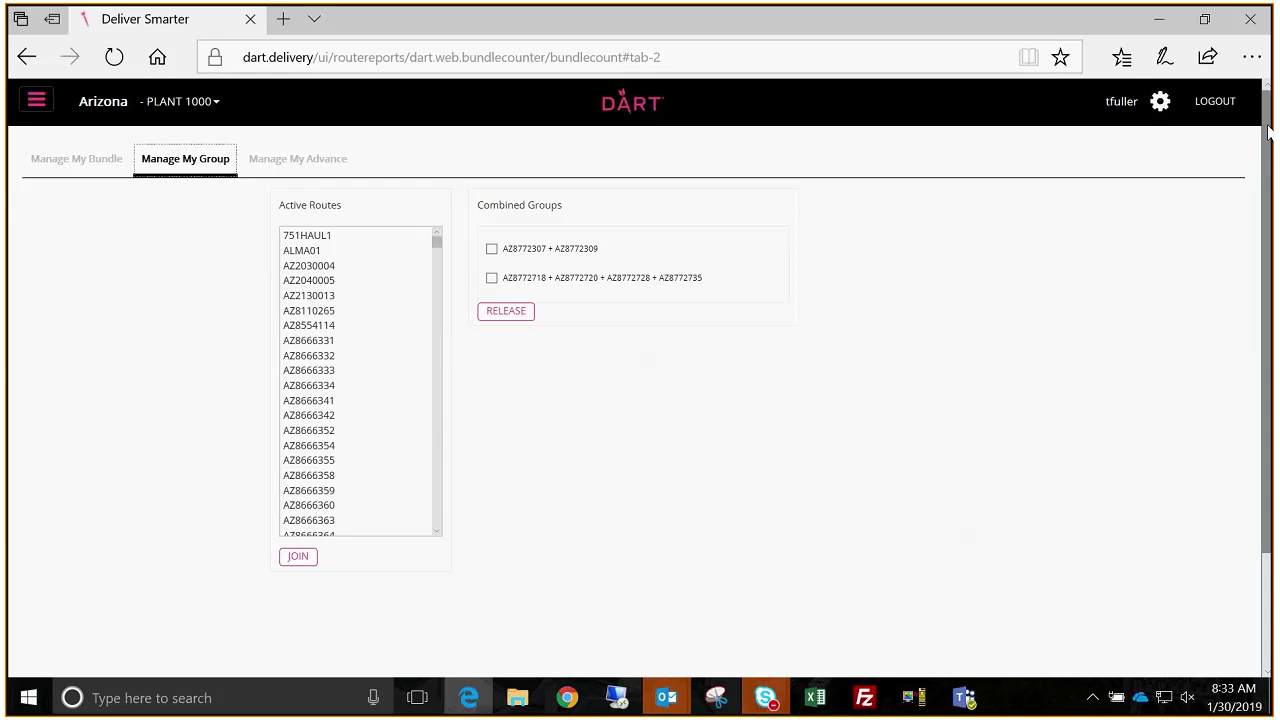 Deliver Smarter
dart.delivery/ui/routereports/dart.web.bundlecounter/bundlecount#tab-2
Arizona - PLANT 1000
DART
tfuller
LOGOUT
Manage My Bundle
Manage My Group
Manage My Advance
Active Routes
751HAUL1
ALMA01
AZ2030004
AZ2040005
AZ2130013
AZ8110265
AZ8554114
AZ8666331
AZ8666332
AZ8666333
AZ8666334
AZ8666341
AZ8666342
AZ8666352
AZ8666354
AZ8666355
AZ8666358
AZ8666359
AZ8666360
AZ8666363
AZ8666364
JOIN
Combined Groups
AZ8772307 + AZ8772309
AZ8772718 + AZ8772720 + AZ8772728 + AZ8772735
RELEASE
Type here to search
8:33 AM
1/30/2019